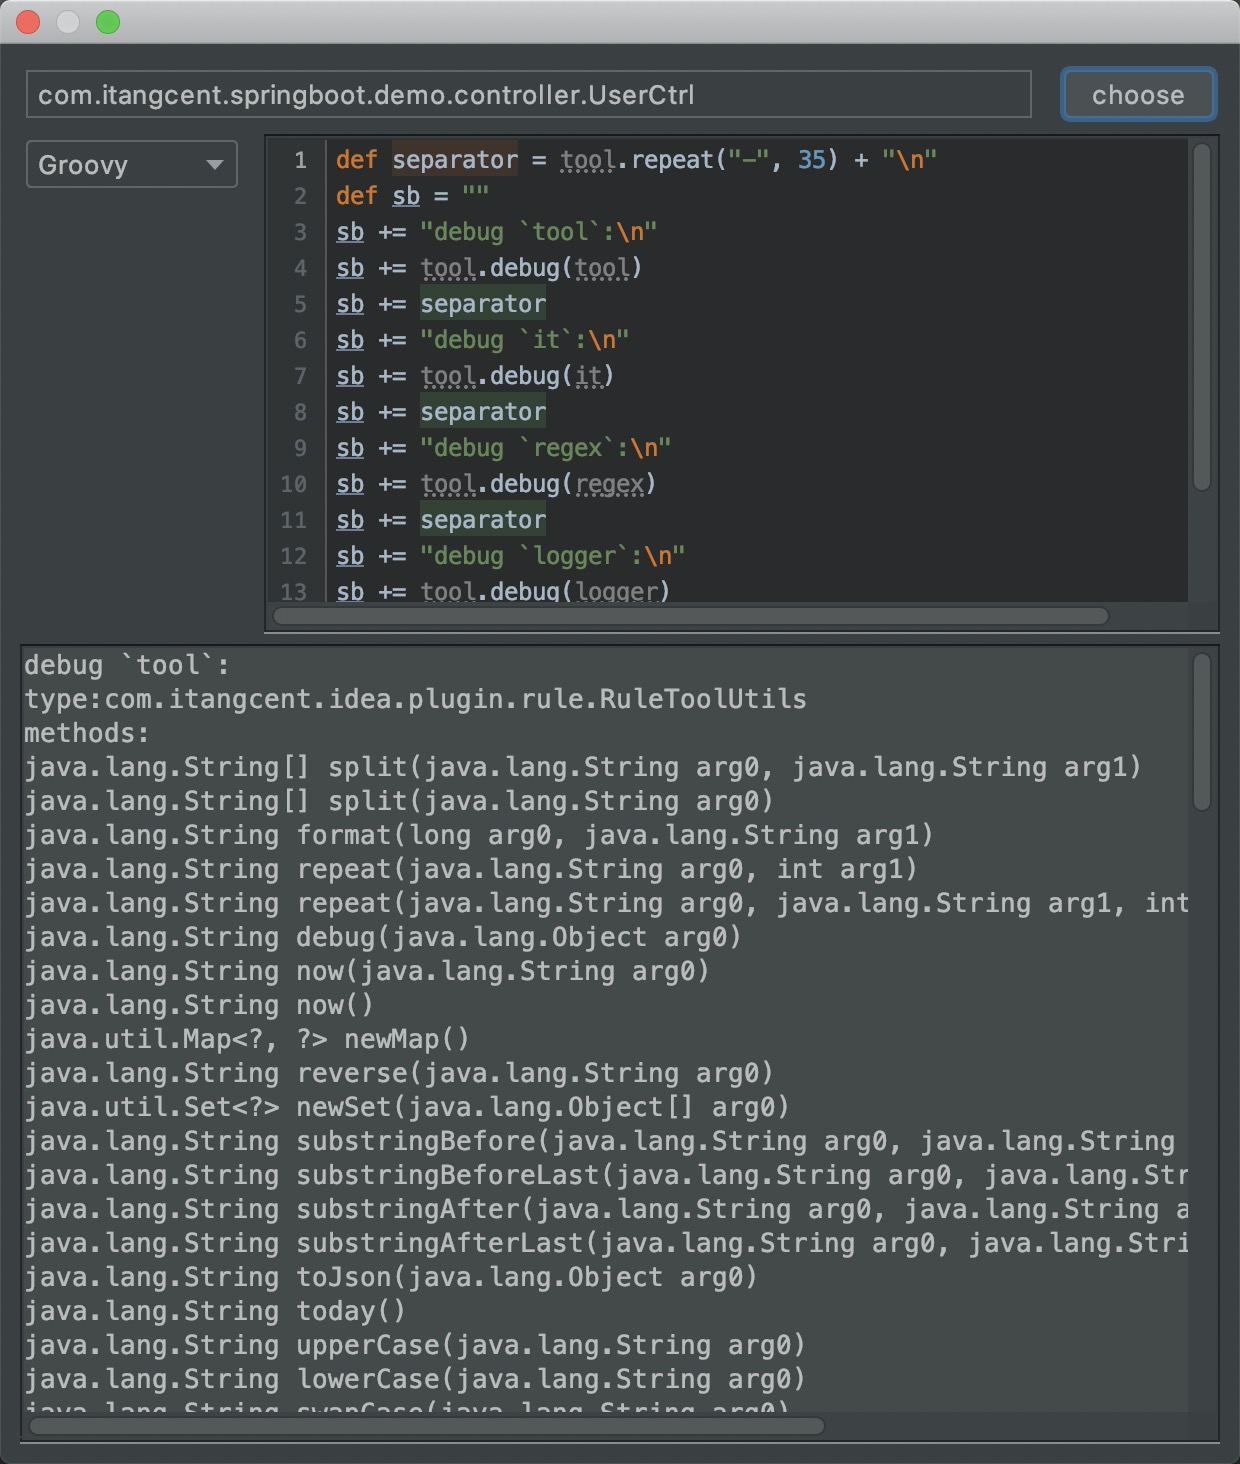 com.itangcent.springboot.demo.controller.UserCtrl
choose
Groovy
1 def separator = tool.repeat("-", 35) + "\n"
2 def sb = ""
3 sb += "debug `tool`:\n"
4 sb += tool.debug(tool)
5 sb += separator
6 sb += "debug `it`:\n"
7 sb += tool.debug(it)
8 sb += separator
9 sb += "debug `regex`:\n"
10 sb += tool.debug(regex)
11 sb += separator
12 sb += "debug `logger`:\n"
13 sb += tool.debug(logger)
debug `tool`:
type:com.itangcent.idea.plugin.rule.RuleToolUtils
methods:
java.lang.String[] split(java.lang.String arg0, java.lang.String arg1)
java.lang.String[] split(java.lang.String arg0)
java.lang.String format(long arg0, java.lang.String arg1)
java.lang.String repeat(java.lang.String arg0, int arg1)
java.lang.String repeat(java.lang.String arg0, java.lang.String arg1, int
java.lang.String debug(java.lang.Object arg0)
java.lang.String now(java.lang.String arg0)
java.lang.String now()
java.util.Map<?, ?> newMap()
java.lang.String reverse(java.lang.String arg0)
java.util.Set<?> newSet(java.lang.Object[] arg0)
java.lang.String substringBefore(java.lang.String arg0, java.lang.String
java.lang.String substringBeforeLast(java.lang.String arg0, java.lang.Str
java.lang.String substringAfter(java.lang.String arg0, java.lang.String a
java.lang.String substringAfterLast(java.lang.String arg0, java.lang.Stri
java.lang.String toJson(java.lang.Object arg0)
java.lang.String today()
java.lang.String upperCase(java.lang.String arg0)
java.lang.String lowerCase(java.lang.String arg0)
java.lang.String swapCase(java.lang.String arg0)